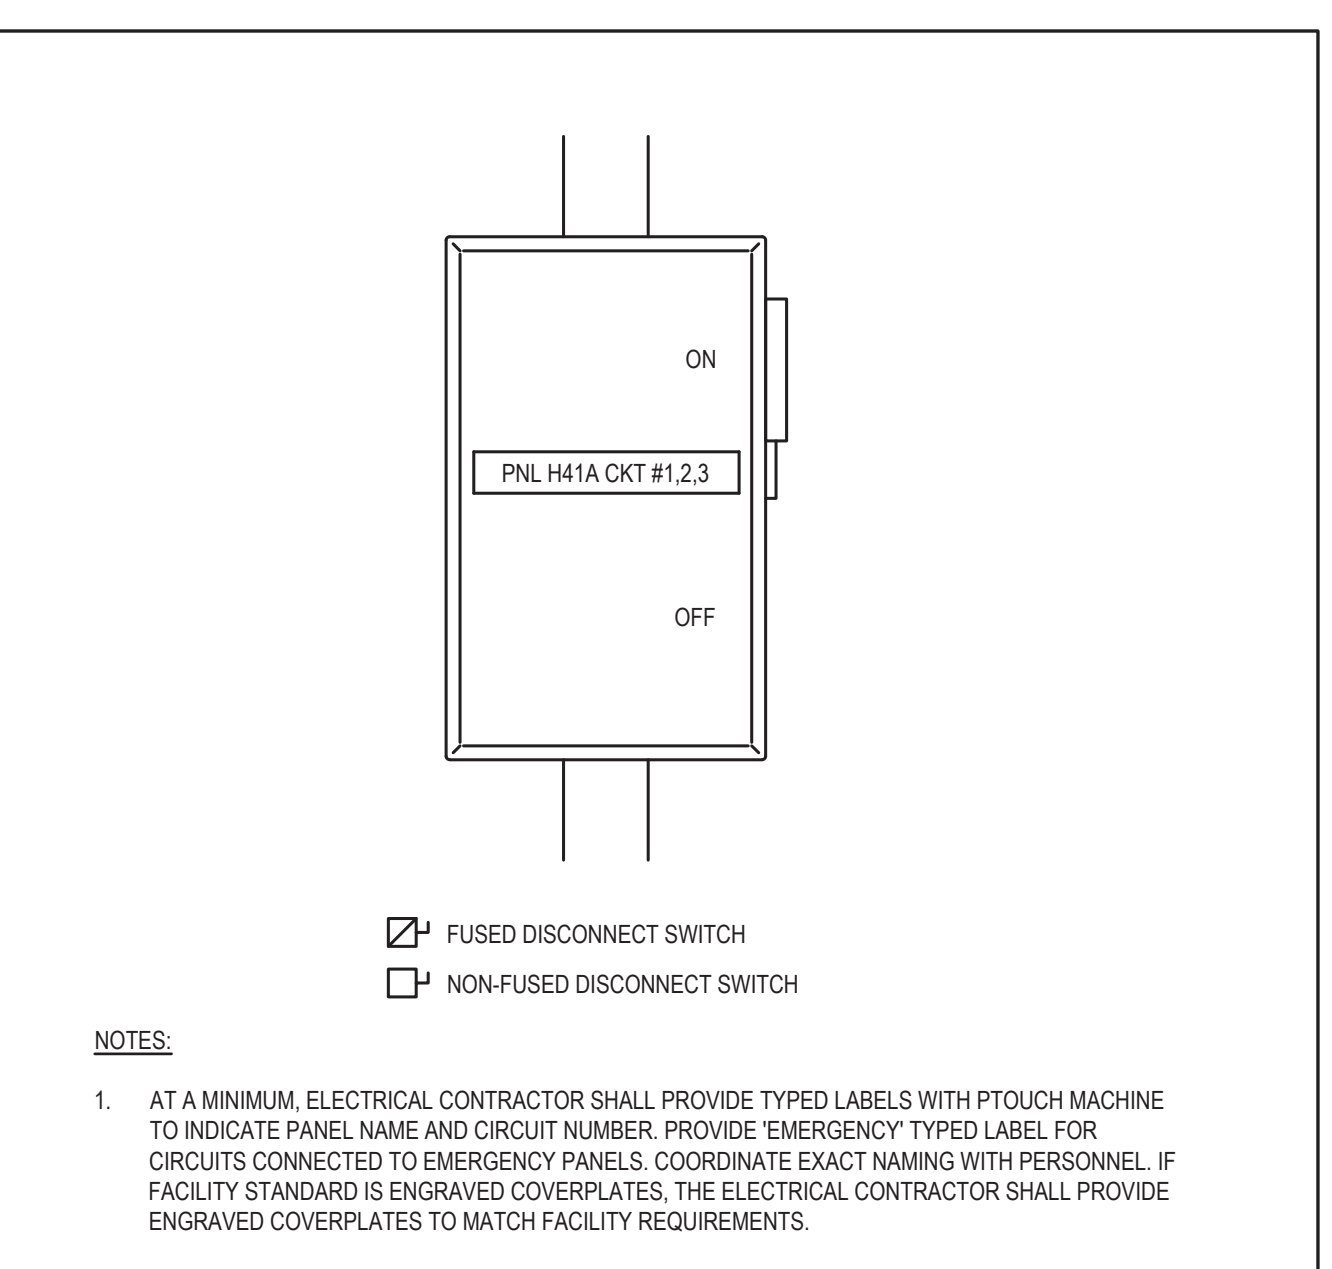 ON
PNL H41A CKT #1,2,3
OFF
FUSED DISCONNECT SWITCH
NON-FUSED DISCONNECT SWITCH
NOTES:
1. AT A MINIMUM, ELECTRICAL CONTRACTOR SHALL PROVIDE TYPED LABELS WITH PTOUCH MACHINE
TO INDICATE PANEL NAME AND CIRCUIT NUMBER. PROVIDE 'EMERGENCY' TYPED LABEL FOR
CIRCUITS CONNECTED TO EMERGENCY PANELS. COORDINATE EXACT NAMING WITH PERSONNEL. IF
FACILITY STANDARD IS ENGRAVED COVERPLATES, THE ELECTRICAL CONTRACTOR SHALL PROVIDE
ENGRAVED COVERPLATES TO MATCH FACILITY REQUIREMENTS.